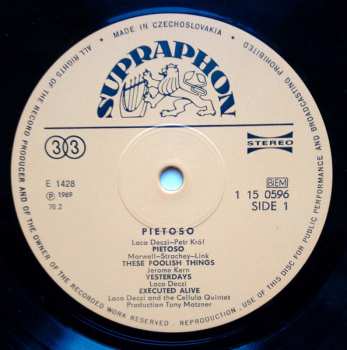 MADE IN CZECHOSLOVAKIA
ALL RIGHTS OF THE RECORD PRODUCER AND OF THE OWNER OF THE RECORDED WORK RESERVED. - REPRODUCTION, USE OF THIS DISC FOR PUBLIC PERFORMANCE AND BROADCASTING PROHIBITED
SUPRAPHON
33
STEREO
E 1428
Ⓟ 1969
BIEM
1 15 0596
SIDE 1
PIETOSO
Laco Deczi-Petr Král
PIETOSO
Marwell-Strachey-Link
THESE FOOLISH THINGS
Jerome Kern
YESTERDAYS
Laco Deczi
EXECUTED ALIVE
Laco Deczi and the Cellula Quintet
Production Tony Matzner